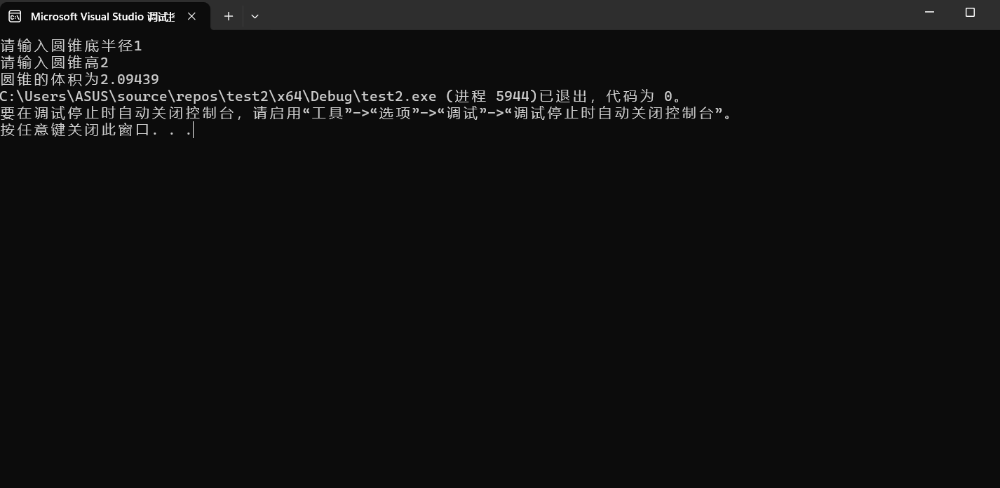 Microsoft Visual Studio 调试
请输入圆锥底半径1
请输入圆锥高2
圆锥的体积为2.09439
C:\Users\ASUS\source\repos\test2\x64\Debug\test2.exe (进程 5944)已退出，代码为 0。
要在调试停止时自动关闭控制台，请启用“工具”->“选项”->“调试”->“调试停止时自动关闭控制台”。
按任意键关闭此窗口. . .